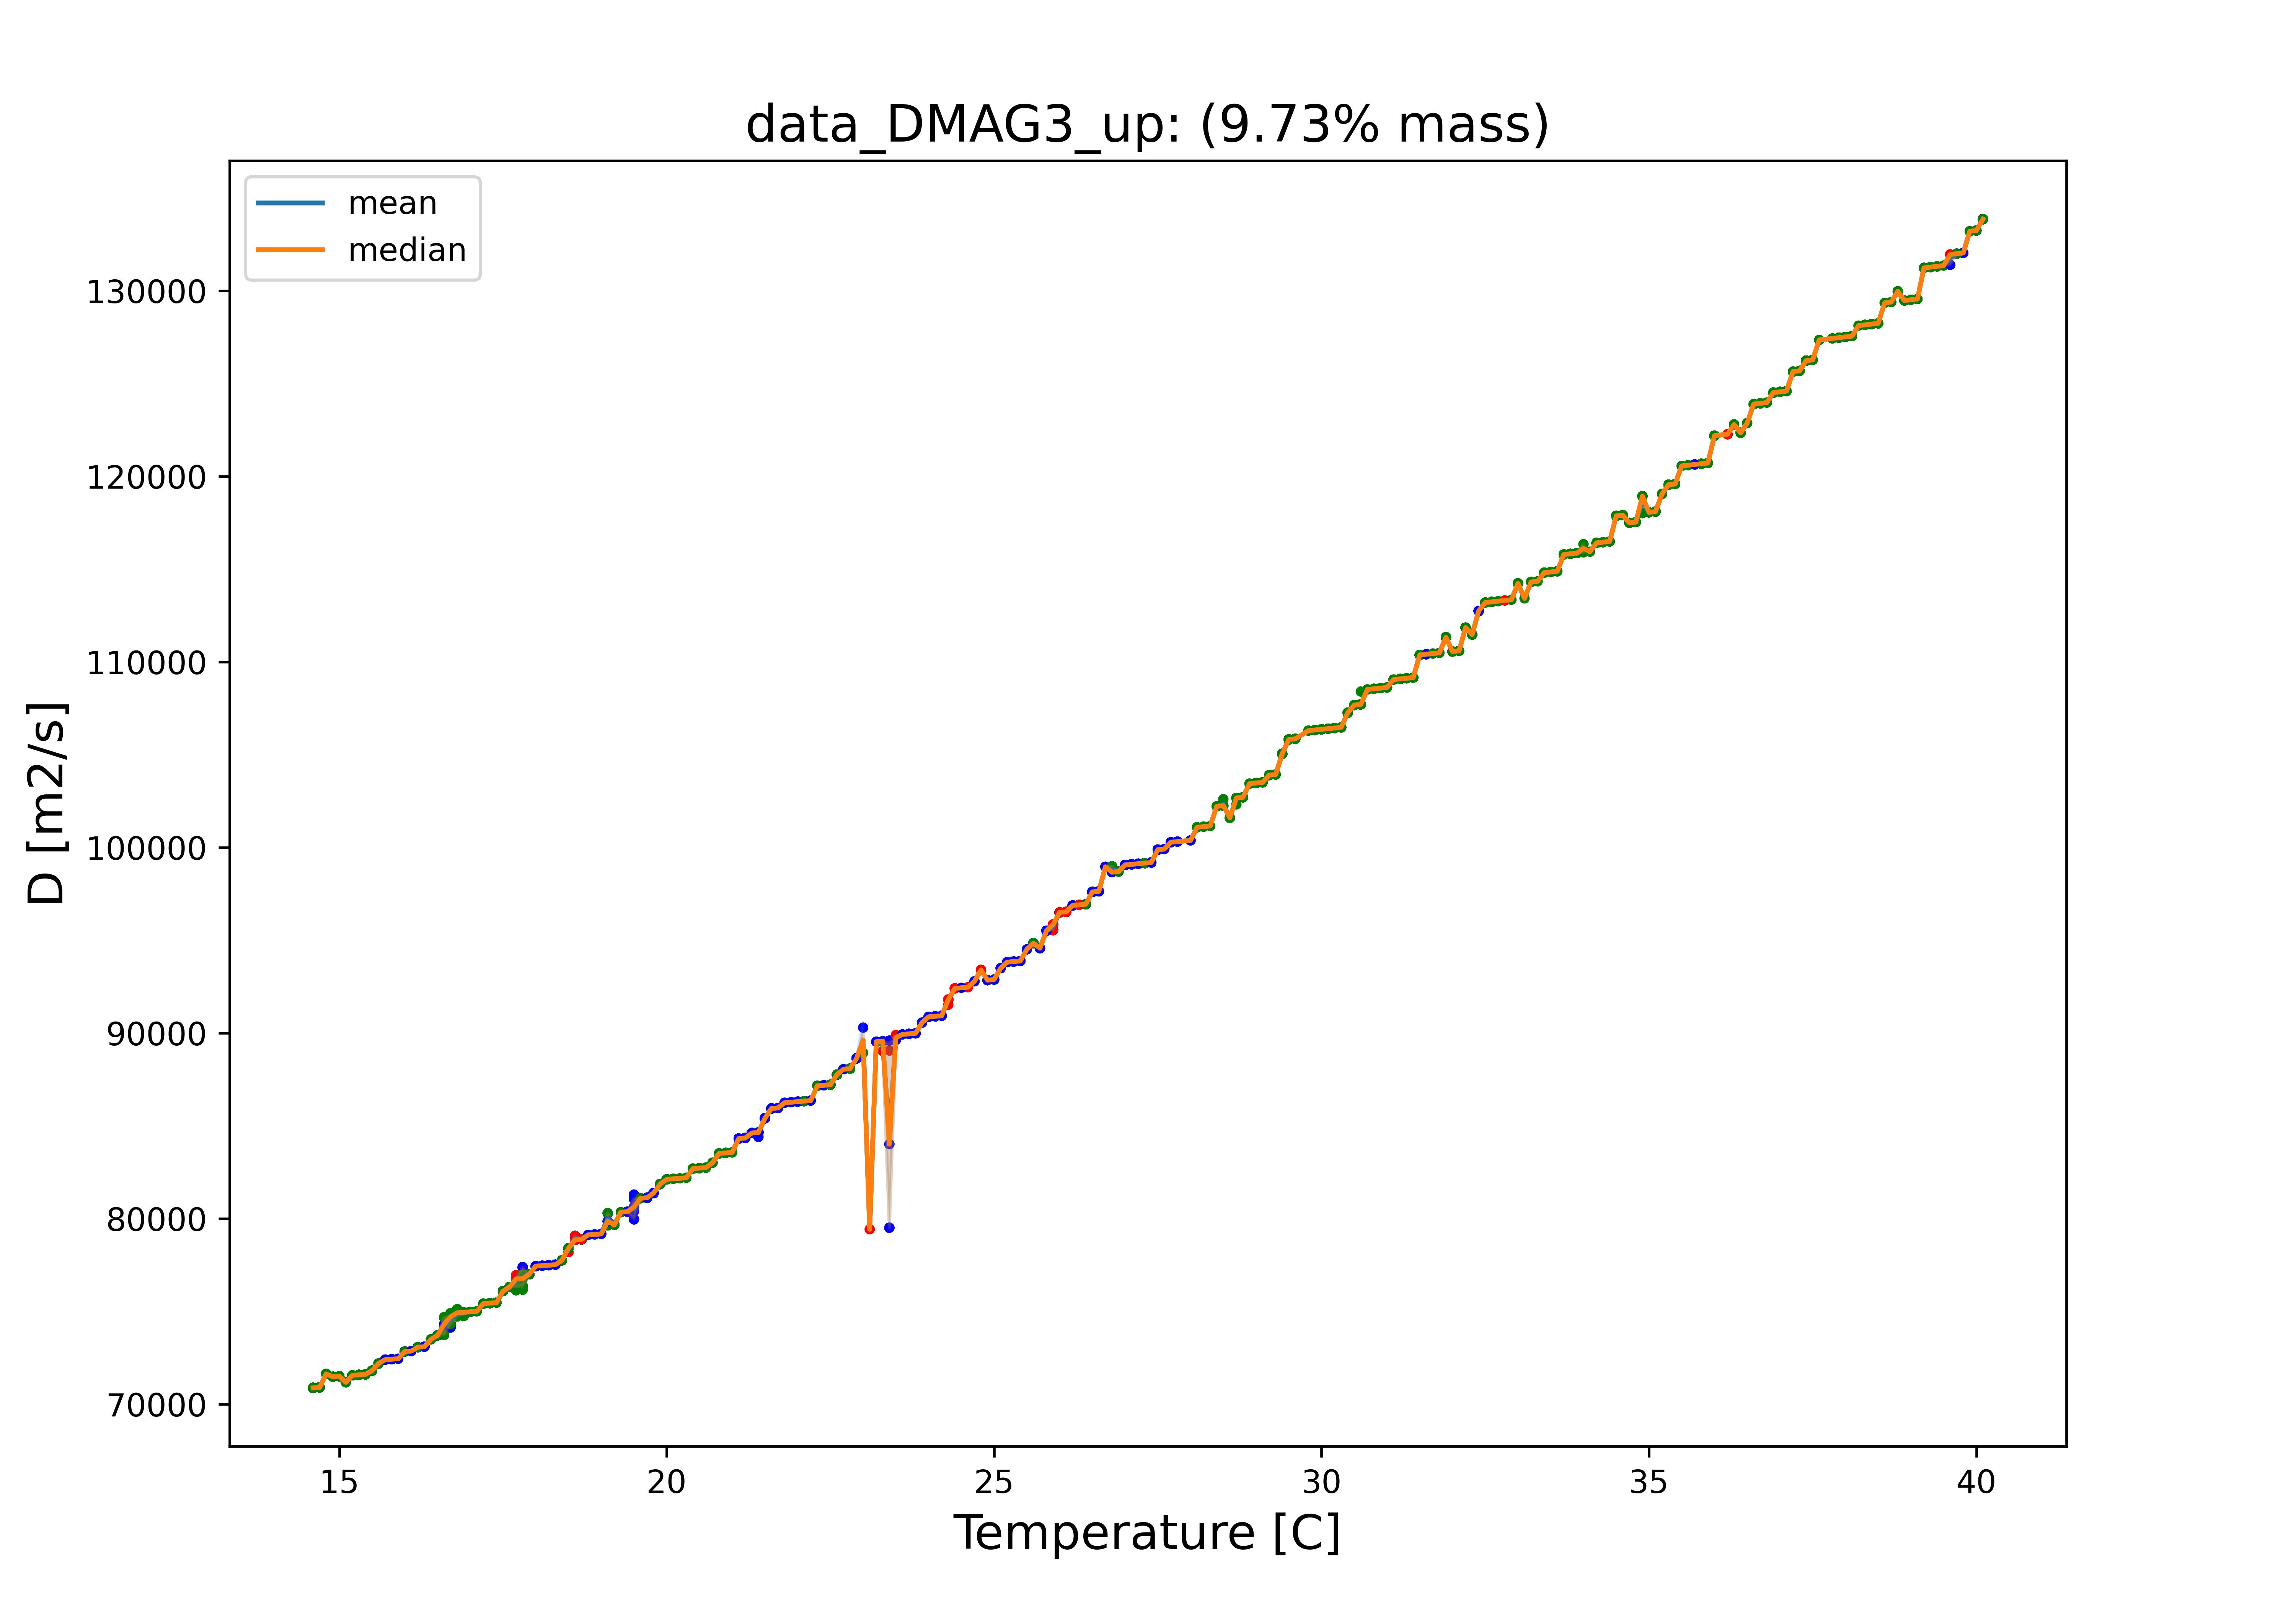 data_DMAG3_up: (9.73% mass)
mean
median
130000
120000
110000
100000
90000
80000
70000
D [m2/s]
15
20
25
30
35
40
Temperature [C]